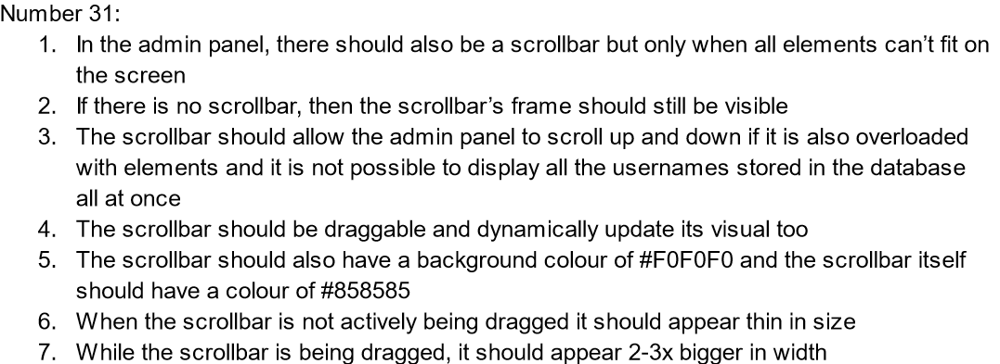 Number 31:
1. In the admin panel, there should also be a scrollbar but only when all elements can't fit on
the screen
2. If there is no scrollbar, then the scrollbar's frame should still be visible
3. The scrollbar should allow the admin panel to scroll up and down if it is also overloaded
with elements and it is not possible to display all the usernames stored in the database
all at once
4. The scrollbar should be draggable and dynamically update its visual too
5. The scrollbar should also have a background colour of #F0F0F0 and the scrollbar itself
should have a colour of #858585
6. When the scrollbar is not actively being dragged it should appear thin in size
7. While the scrollbar is being dragged, it should appear 2-3x bigger in width